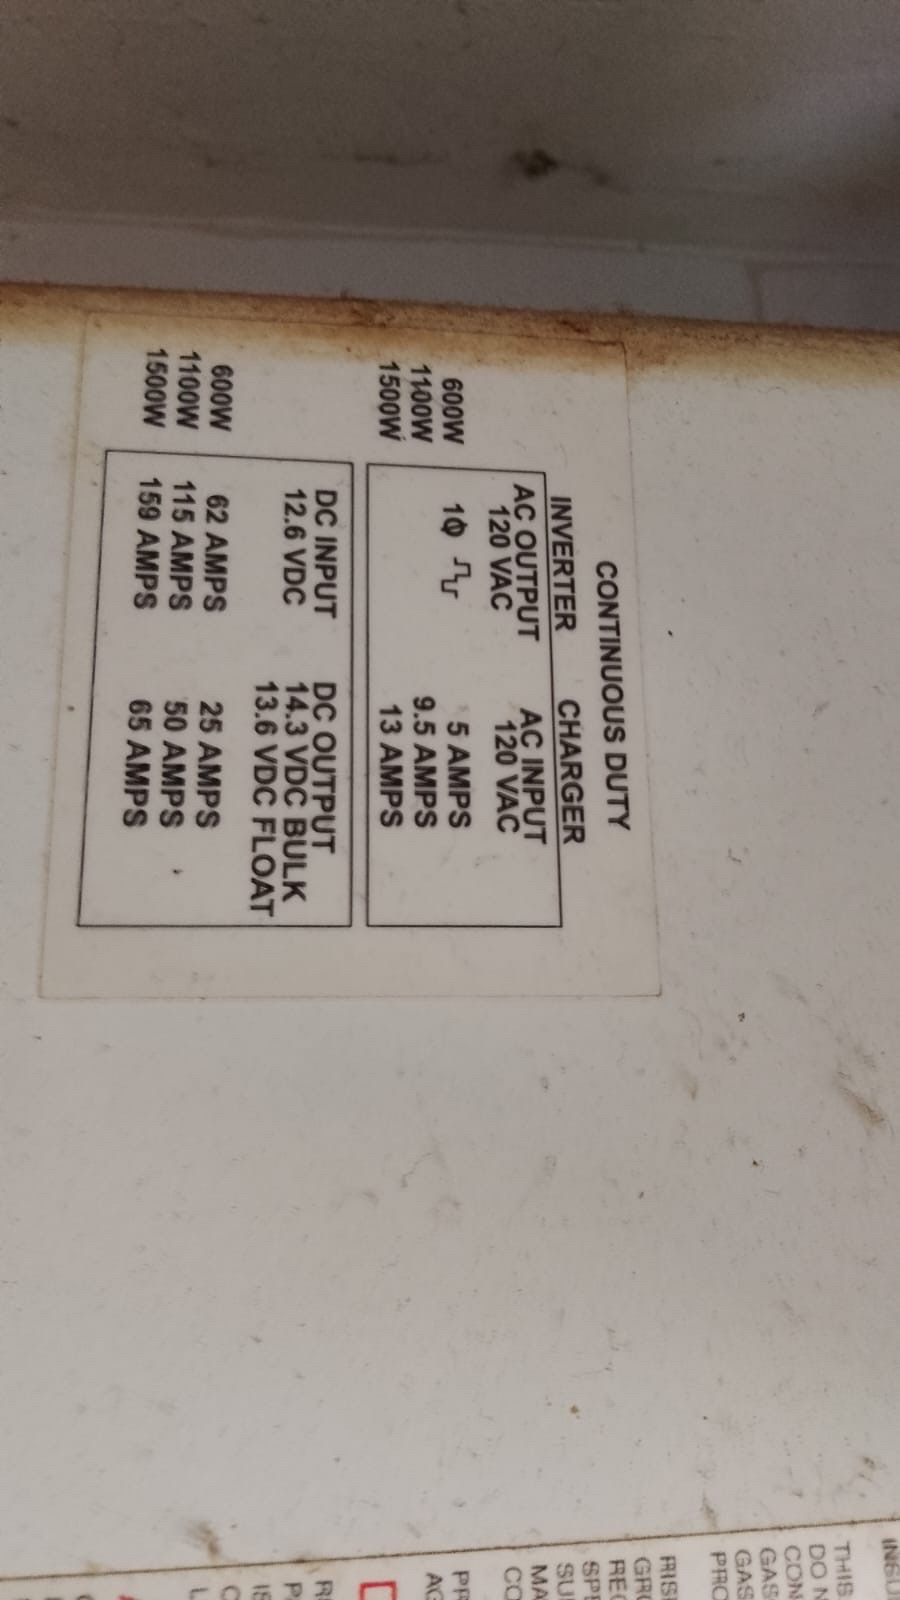 CONTINUOUS DUTY
INVERTER CHARGER
AC OUTPUT AC INPUT
120 VAC 120 VAC
600W 1Φ 5 AMPS
1100W 9.5 AMPS
1500W 13 AMPS
DC INPUT DC OUTPUT
12.6 VDC 14.3 VDC BULK
13.6 VDC FLOAT
600W 62 AMPS 25 AMPS
1100W 115 AMPS 50 AMPS
1500W 159 AMPS 65 AMPS
THIS
DO